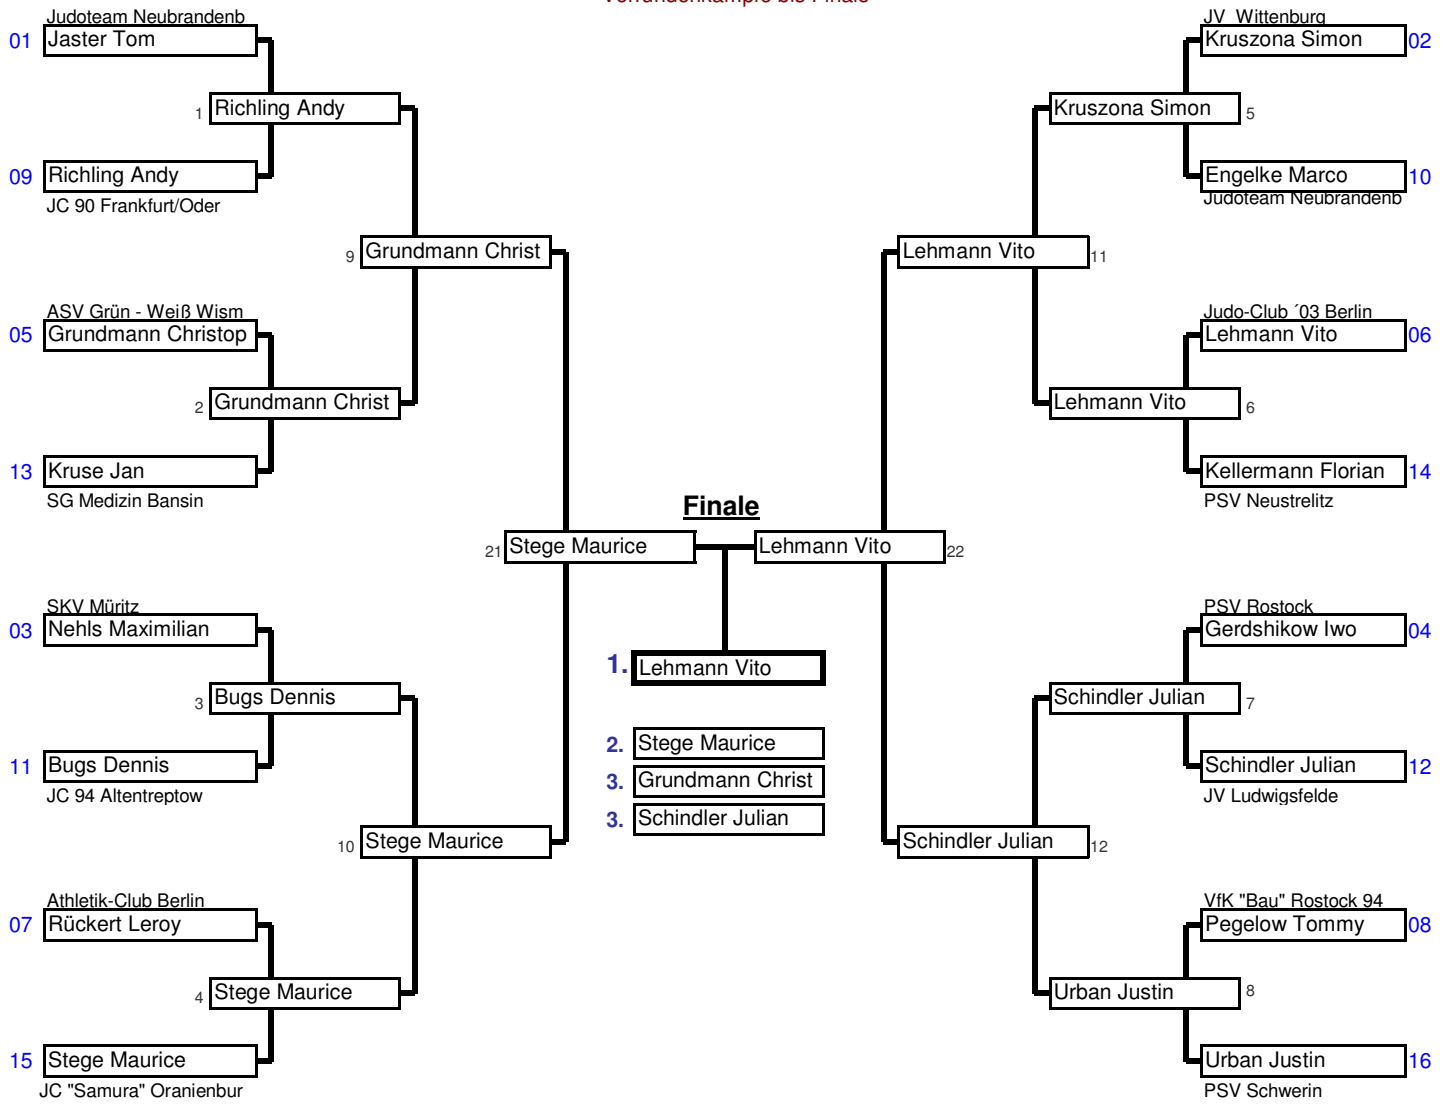 Vorrundenkämpfe bis Finale
Judoteam Neubrandenb
01 Jaster Tom
1 Richling Andy
09 Richling Andy
JC 90 Frankfurt/Oder
9 Grundmann Christ
ASV Grün - Weiß Wism
05 Grundmann Christop
2 Grundmann Christ
13 Kruse Jan
SG Medizin Bansin
21 Stege Maurice
SKV Müritz
03 Nehls Maximilian
3 Bugs Dennis
11 Bugs Dennis
JC 94 Altentreptow
10 Stege Maurice
Athletik-Club Berlin
07 Rückert Leroy
4 Stege Maurice
15 Stege Maurice
JC "Samura" Oranienbur
Finale
1. Lehmann Vito
2. Stege Maurice
3. Grundmann Christ
3. Schindler Julian
JV Wittenburg
Kruszona Simon 02
Kruszona Simon 5
Engelke Marco 10
Judoteam Neubrandenb
Lehmann Vito 11
Judo-Club ´03 Berlin
Lehmann Vito 06
Lehmann Vito 6
Kellermann Florian 14
PSV Neustrelitz
Lehmann Vito 22
PSV Rostock
Gerdshikow Iwo 04
Schindler Julian 7
Schindler Julian 12
JV Ludwigsfelde
Schindler Julian 12
VfK "Bau" Rostock 94
Pegelow Tommy 08
Urban Justin 8
Urban Justin 16
PSV Schwerin